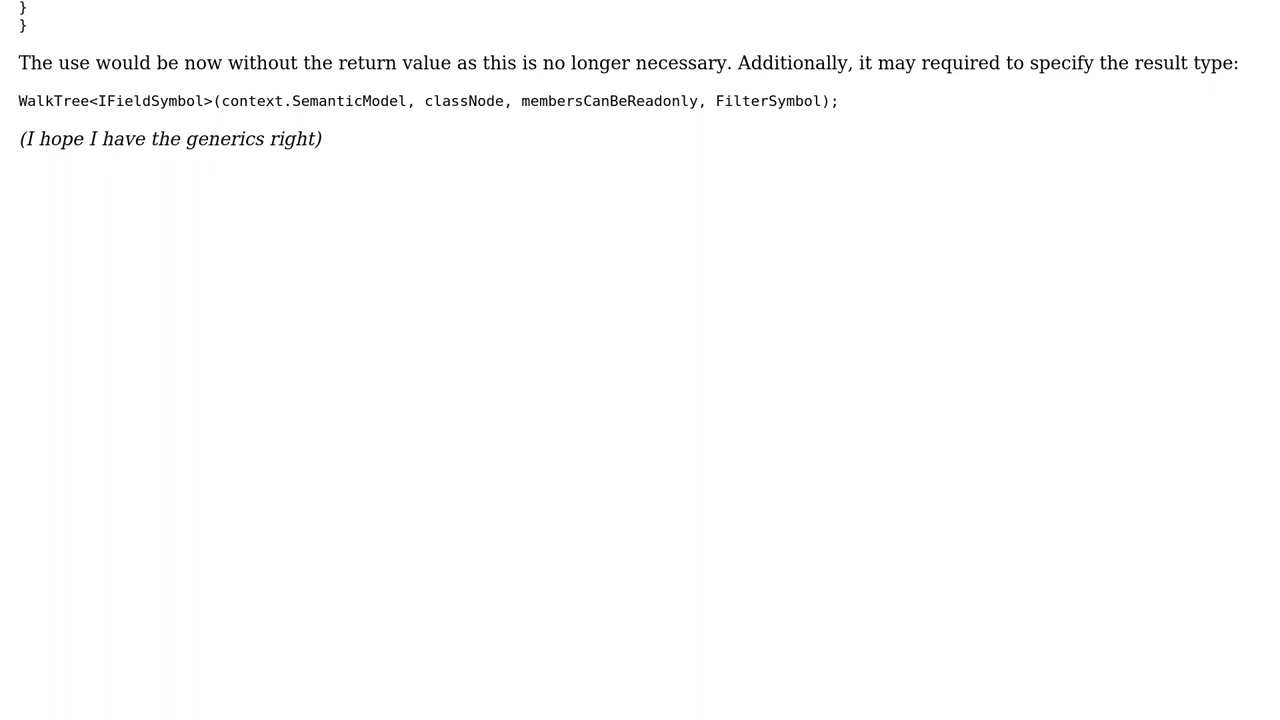 }
}
The use would be now without the return value as this is no longer necessary. Additionally, it may required to specify the result type:
WalkTree<IFieldSymbol>(context.SemanticModel, classNode, membersCanBeReadonly, FilterSymbol);
(I hope I have the generics right)